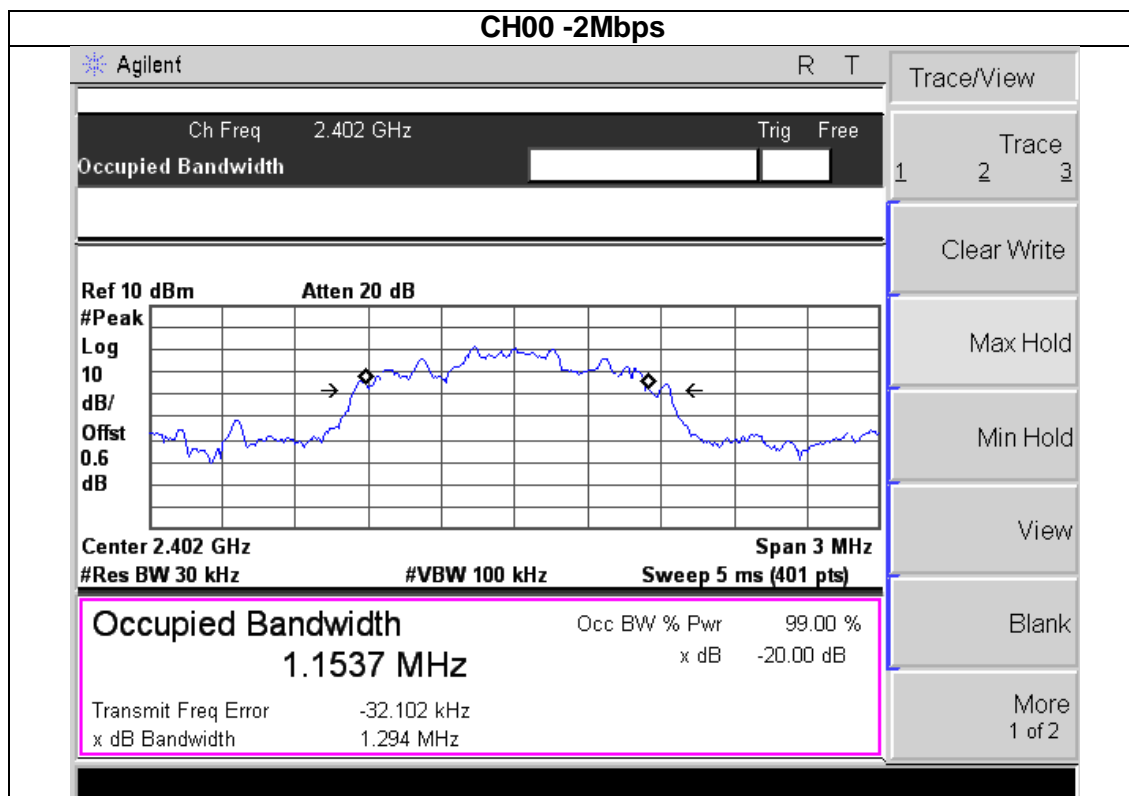 CH00 -2Mbps
Agilent R T
Ch Freq 2.402 GHz Trig Free
Occupied Bandwidth
Ref 10 dBm Atten 20 dB
#Peak
Log
10
dB/
Offst
0.6
dB
Center 2.402 GHz Span 3 MHz
#Res BW 30 kHz #VBW 100 kHz Sweep 5 ms (401 pts)
Occupied Bandwidth Occ BW % Pwr 99.00 %
1.1537 MHz x dB -20.00 dB
Transmit Freq Error -32.102 kHz
x dB Bandwidth 1.294 MHz
Trace/View
Trace
1 2 3
Clear Write
Max Hold
Min Hold
View
Blank
More
1 of 2